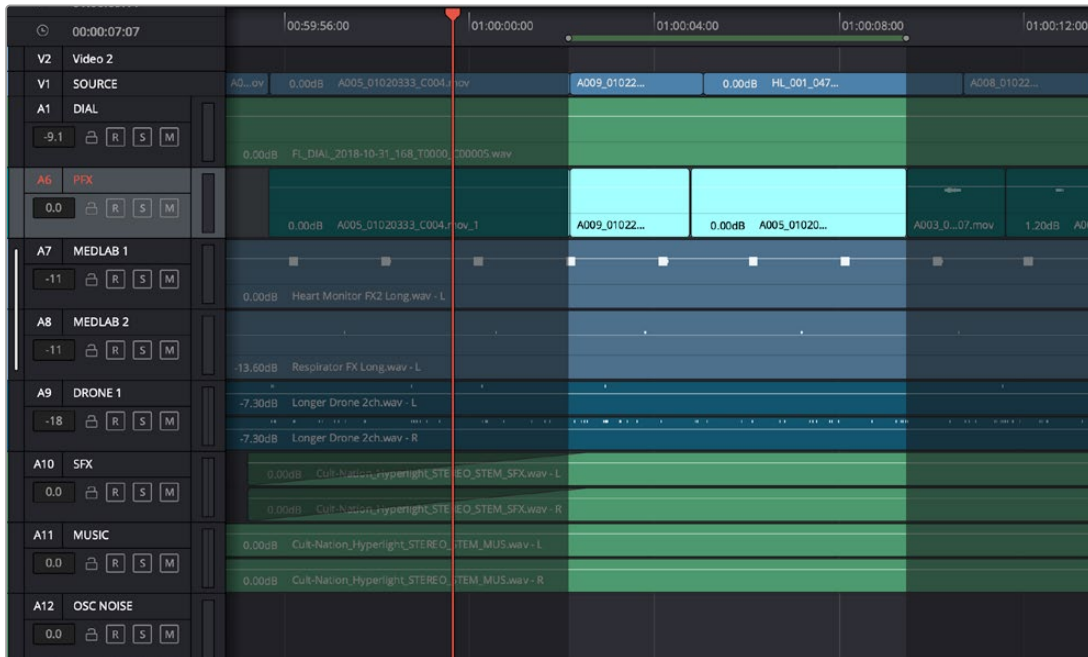 00:00:07:07
00:59:56:00
01:00:00:00
01:00:04:00
01:00:08:00
01:00:12:00
V2 Video 2
V1 SOURCE
A0...ov
0.00dB A005_01020333_C004.mov
A009_01022...
0.00dB HL_001_047...
A008_01022...
A1 DIAL
-9.1 R S M
0.00dB FL_DIAL_2018-10-31_168_T0000_C00005.wav
A6 PFX
0.0 R S M
0.00dB A005_01020333_C004.mov_1
A009_01022...
0.00dB A005_01020...
A003_0...07.mov
1.20dB
A7 MEDLAB 1
-11 R S M
0.00dB Heart Monitor FX2 Long.wav - L
A8 MEDLAB 2
-11 R S M
-13.60dB Respirator FX Long.wav - L
A9 DRONE 1
-7.30dB Longer Drone 2ch.wav - L
-18 R S M
-7.30dB Longer Drone 2ch.wav - R
A10 SFX
0.00dB Cult-Nation_Hyperlight_STEREO_STEM_SFX.wav - L
0.0 R S M
0.00dB Cult-Nation_Hyperlight_STEREO_STEM_SFX.wav - R
A11 MUSIC
0.00dB Cult-Nation_Hyperlight_STEREO_STEM_MUS.wav - L
0.0 R S M
0.00dB Cult-Nation_Hyperlight_STEREO_STEM_MUS.wav - R
A12 OSC NOISE
0.0 R S M